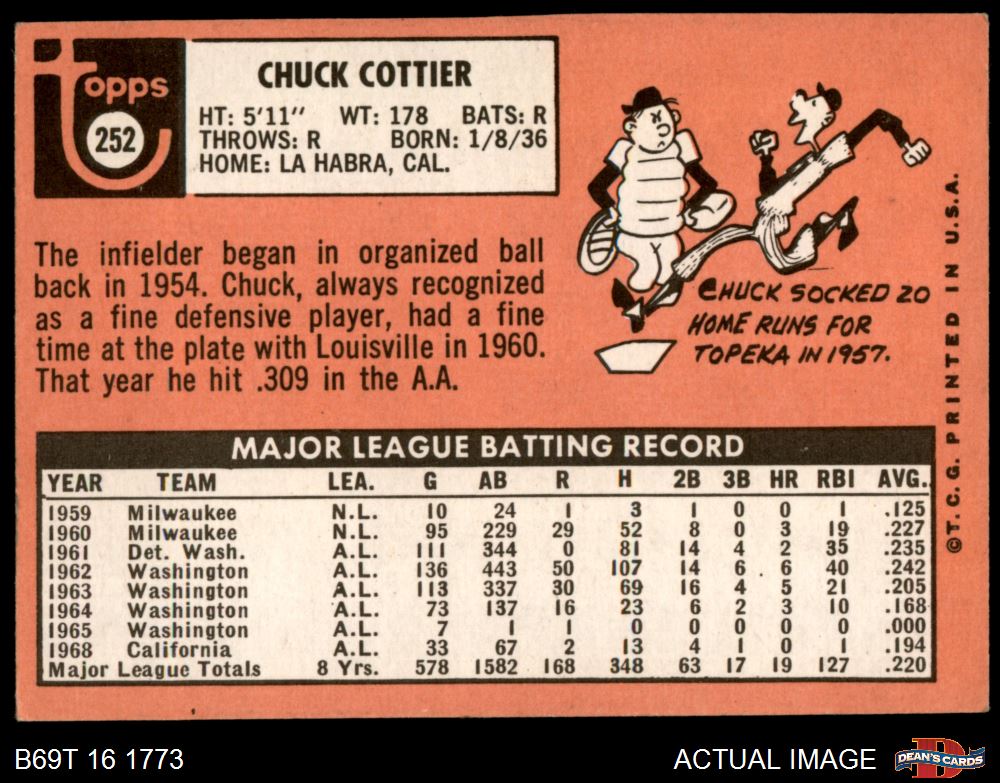 Topps
252
CHUCK COTTIER
HT: 5'11" WT: 178 BATS: R
THROWS: R BORN: 1/8/36
HOME: LA HABRA, CAL.
The infielder began in organized ball
back in 1954. Chuck, always recognized
as a fine defensive player, had a fine
time at the plate with Louisville in 1960.
That year he hit .309 in the A.A.
CHUCK SOCKED 20
HOME RUNS FOR
TOPEKA IN 1957.
©T.C.G. PRINTED IN U.S.A.
MAJOR LEAGUE BATTING RECORD
YEAR TEAM LEA. G AB R H 2B 3B HR RBI AVG.
1959 Milwaukee N.L. 10 24 1 3 1 0 0 1 .125
1960 Milwaukee N.L. 95 229 29 52 8 0 3 19 .227
1961 Det. Wash. A.L. 111 344 0 81 14 4 2 35 .235
1962 Washington A.L. 136 443 50 107 14 6 6 40 .242
1963 Washington A.L. 113 337 30 69 16 4 5 21 .205
1964 Washington A.L. 73 137 16 23 6 2 3 10 .168
1965 Washington A.L. 7 1 1 0 0 0 0 0 .000
1968 California A.L. 33 67 2 13 4 1 0 1 .194
Major League Totals 8 Yrs. 578 1582 168 348 63 17 19 127 .220
B69T 16 1773
ACTUAL IMAGE
D
DEAN'S CARDS